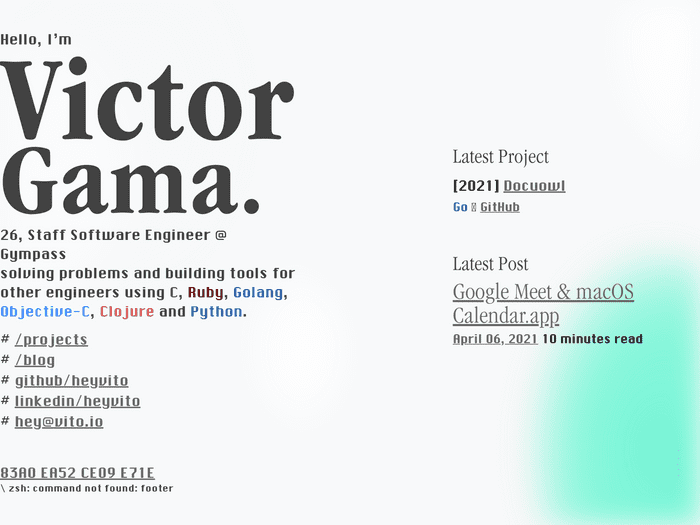 Hello, I'm
Victor
Gama.
26, Staff Software Engineer @
Gympass
solving problems and building tools for
other engineers using C, Ruby, Golang,
Objective-C, Clojure and Python.
# /projects
# /blog
# github/heyvito
# linkedin/heyvito
# hey@vito.io
83A0 EA52 CE09 E71E
\ zsh: command not found: footer
Latest Project
[2021] Docuowl
Go GitHub
Latest Post
Google Meet & macOS
Calendar.app
April 06, 2021 10 minutes read